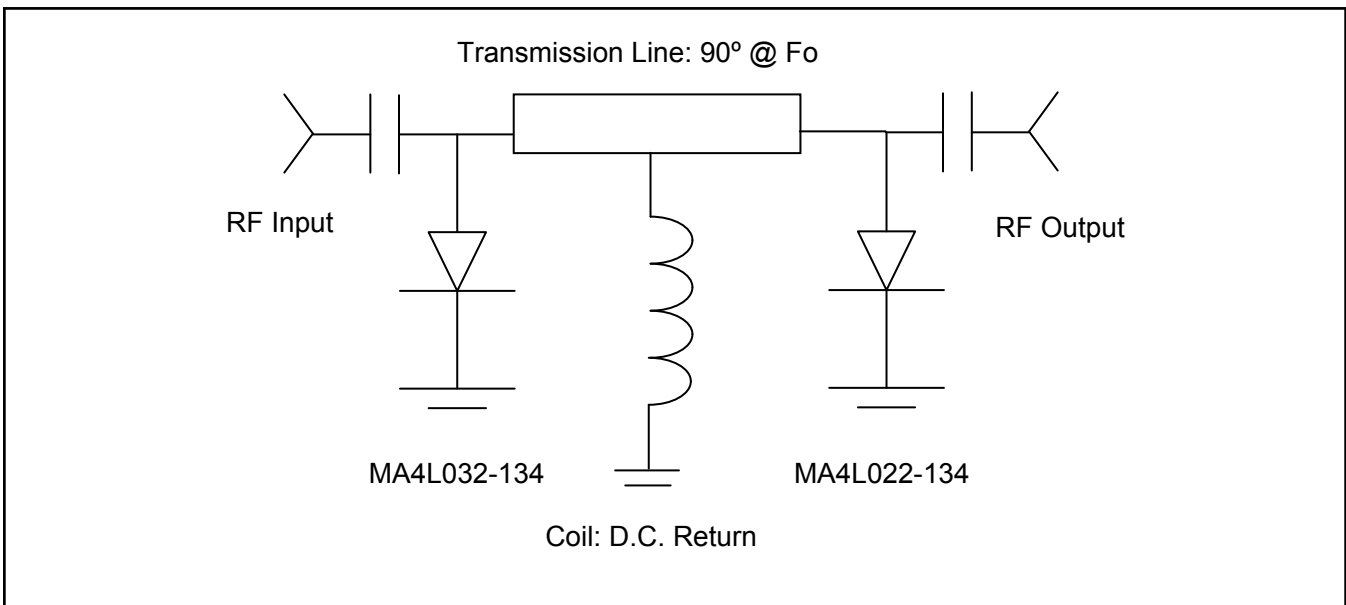 Transmission Line: 90º @ Fo
RF Input
RF Output
MA4L032-134
MA4L022-134
Coil: D.C. Return